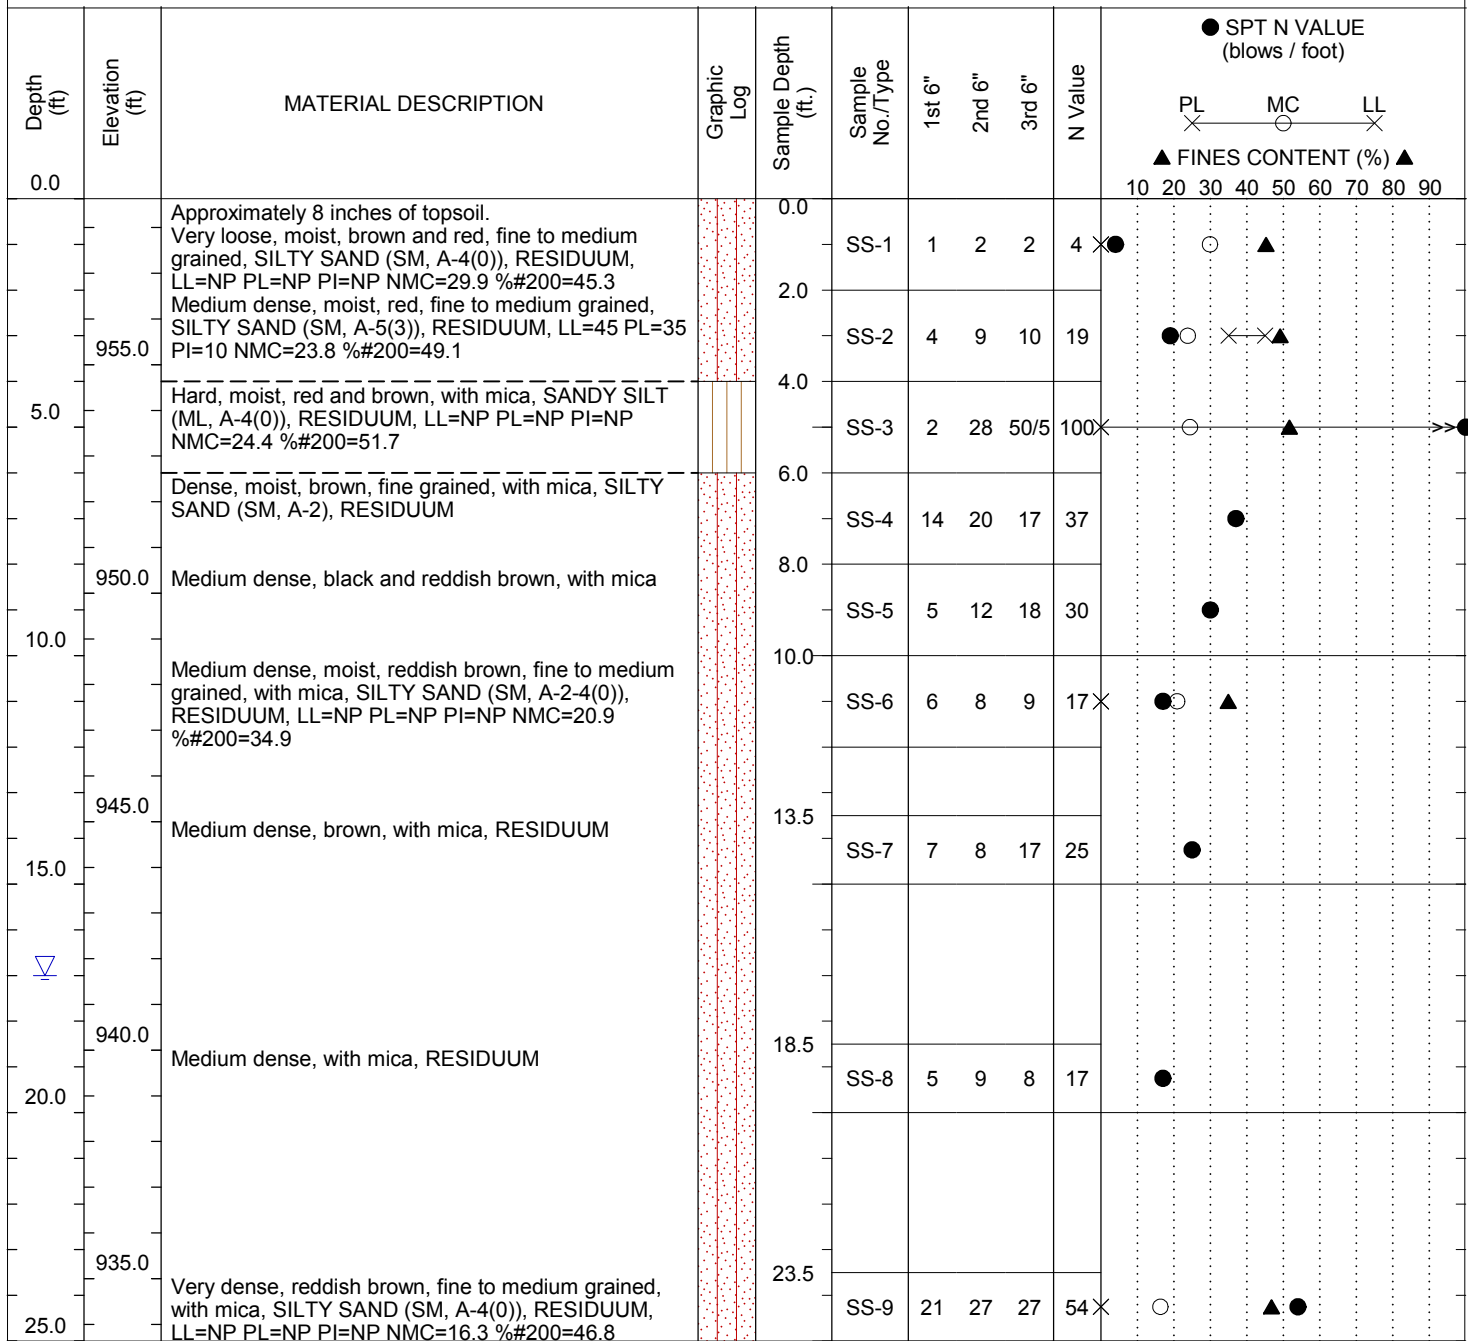 Depth (ft)
Elevation (ft)
MATERIAL DESCRIPTION
Graphic Log
Sample Depth (ft.)
Sample No./Type
1st 6"
2nd 6"
3rd 6"
N Value
SPT N VALUE
(blows / foot)
PL MC LL
FINES CONTENT (%)
10 20 30 40 50 60 70 80 90
0.0
Approximately 8 inches of topsoil.
Very loose, moist, brown and red, fine to medium
grained, SILTY SAND (SM, A-4(0)), RESIDUUM,
LL=NP PL=NP PI=NP NMC=29.9 %#200=45.3
0.0
SS-1 1 2 2 4
2.0
Medium dense, moist, red, fine to medium grained,
SILTY SAND (SM, A-5(3)), RESIDUUM, LL=45 PL=35
PI=10 NMC=23.8 %#200=49.1
955.0
SS-2 4 9 10 19
4.0
Hard, moist, red and brown, with mica, SANDY SILT
(ML, A-4(0)), RESIDUUM, LL=NP PL=NP PI=NP
NMC=24.4 %#200=51.7
5.0
SS-3 2 28 50/5 100 >>
6.0
Dense, moist, brown, fine grained, with mica, SILTY
SAND (SM, A-2), RESIDUUM
SS-4 14 20 17 37
8.0
950.0
Medium dense, black and reddish brown, with mica
SS-5 5 12 18 30
10.0
10.0
Medium dense, moist, reddish brown, fine to medium
grained, with mica, SILTY SAND (SM, A-2-4(0)),
RESIDUUM, LL=NP PL=NP PI=NP NMC=20.9
%#200=34.9
SS-6 6 8 9 17
945.0
13.5
Medium dense, brown, with mica, RESIDUUM
SS-7 7 8 17 25
15.0
940.0
18.5
Medium dense, with mica, RESIDUUM
SS-8 5 9 8 17
20.0
935.0
23.5
Very dense, reddish brown, fine to medium grained,
with mica, SILTY SAND (SM, A-4(0)), RESIDUUM,
LL=NP PL=NP PI=NP NMC=16.3 %#200=46.8
SS-9 21 27 27 54
25.0